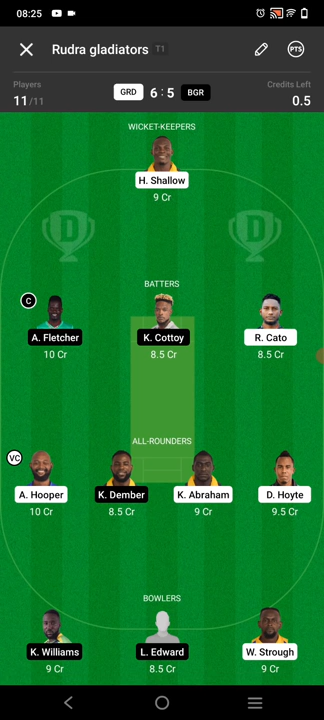 08:25
Rudra gladiators T1
PTS
Players
11/11
GRD 6 : 5 BGR
Credits Left
0.5
WICKET-KEEPERS
H. Shallow
9 Cr
BATTERS
C
A. Fletcher K. Cottoy R. Cato
10 Cr 8.5 Cr 8.5 Cr
ALL-ROUNDERS
VC
A. Hooper K. Dember K. Abraham D. Hoyte
10 Cr 8.5 Cr 9 Cr 9.5 Cr
BOWLERS
K. Williams L. Edward W. Strough
9 Cr 8.5 Cr 9 Cr